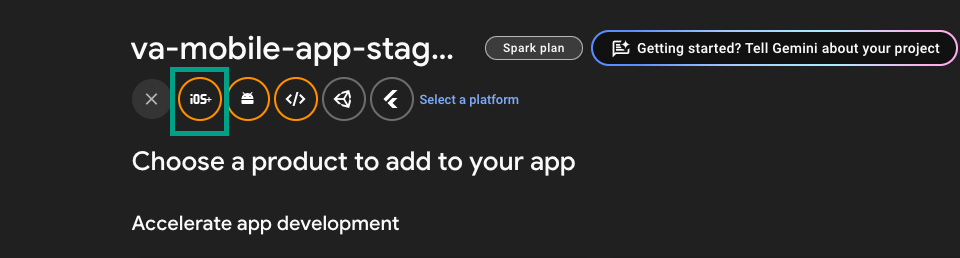 va-mobile-app-stag...
Spark plan
Getting started? Tell Gemini about your project
iOS+
Select a platform
Choose a product to add to your app
Accelerate app development